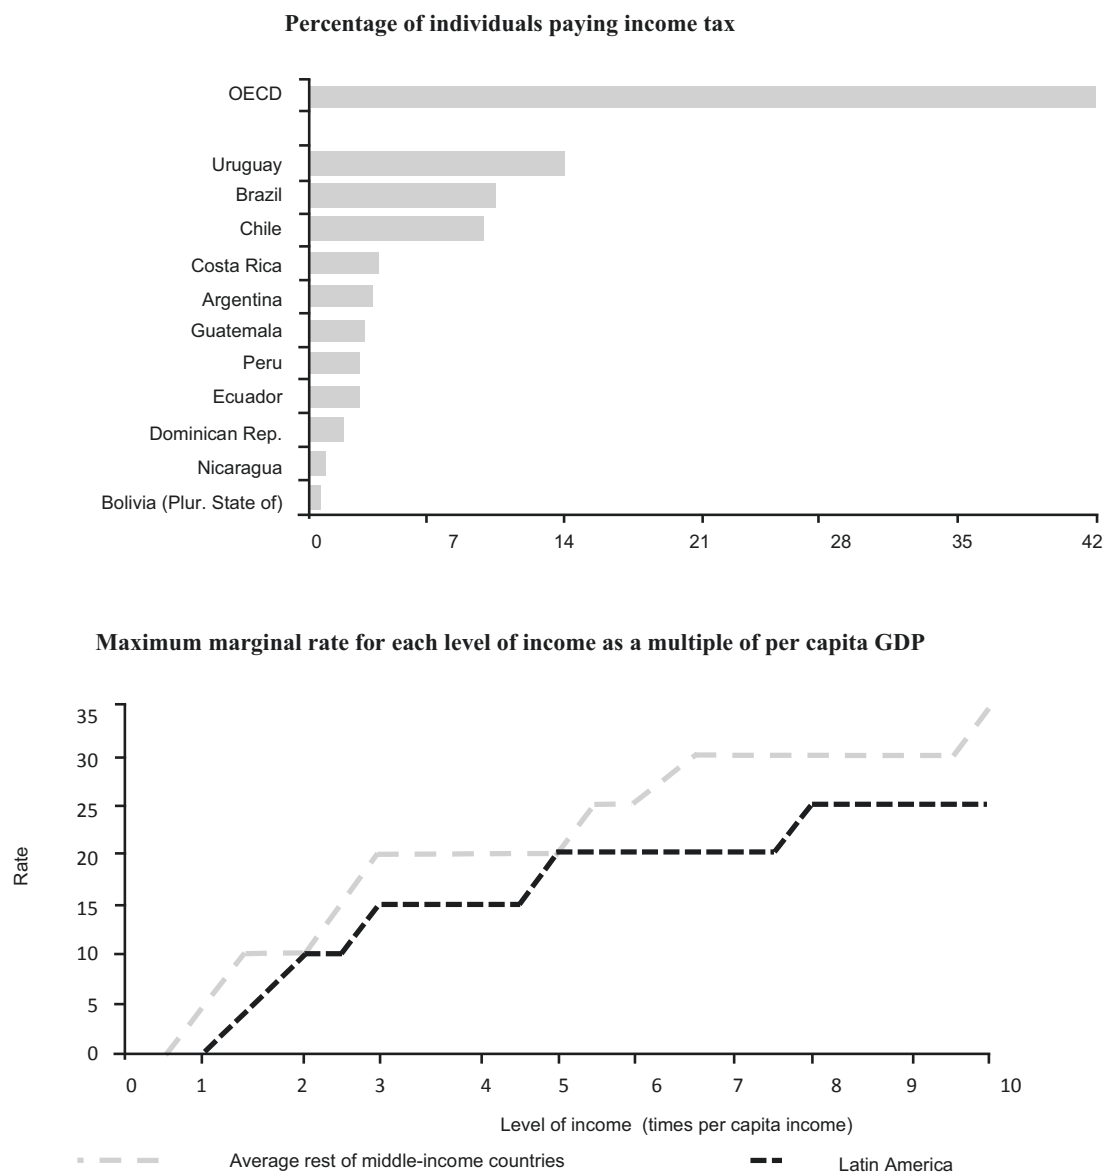 Percentage of individuals paying income tax
OECD
Uruguay
Brazil
Chile
Costa Rica
Argentina
Guatemala
Peru
Ecuador
Dominican Rep.
Nicaragua
Bolivia (Plur. State of)
0 7 14 21 28 35 42
Maximum marginal rate for each level of income as a multiple of per capita GDP
35
30
25
20
15
10
5
0
Rate
0 1 2 3 4 5 6 7 8 9 10
Level of income (times per capita income)
Average rest of middle-income countries
Latin America